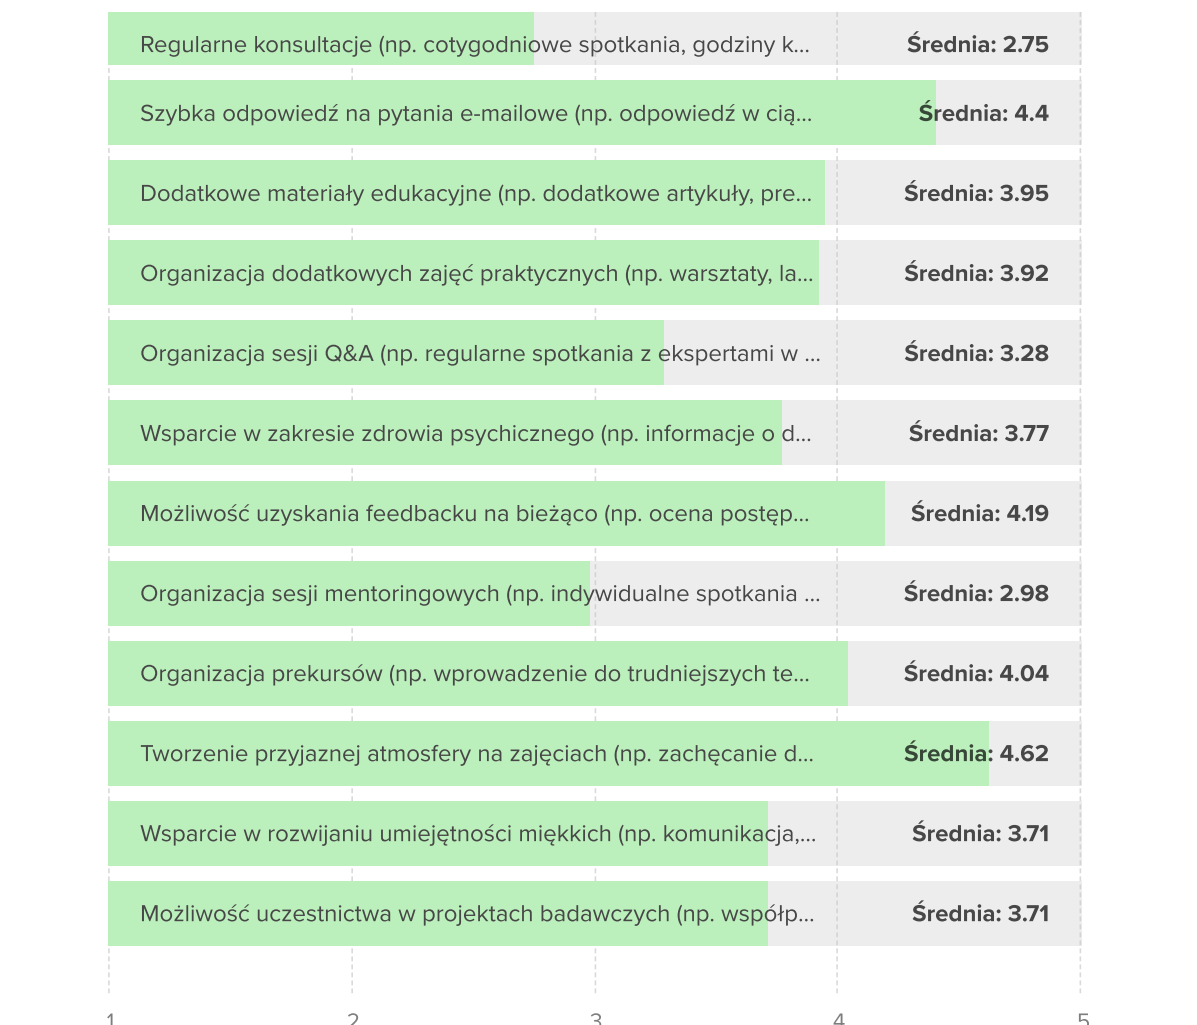 Regularne konsultacje (np. cotygodniowe spotkania, godziny k... Średnia: 2.75
Szybka odpowiedź na pytania e-mailowe (np. odpowiedź w cią... Średnia: 4.4
Dodatkowe materiały edukacyjne (np. dodatkowe artykuły, pre... Średnia: 3.95
Organizacja dodatkowych zajęć praktycznych (np. warsztaty, la... Średnia: 3.92
Organizacja sesji Q&A (np. regularne spotkania z ekspertami w ... Średnia: 3.28
Wsparcie w zakresie zdrowia psychicznego (np. informacje o d... Średnia: 3.77
Możliwość uzyskania feedbacku na bieżąco (np. ocena postęp... Średnia: 4.19
Organizacja sesji mentoringowych (np. indywidualne spotkania ... Średnia: 2.98
Organizacja prekursów (np. wprowadzenie do trudniejszych te... Średnia: 4.04
Tworzenie przyjaznej atmosfery na zajęciach (np. zachęcanie d... Średnia: 4.62
Wsparcie w rozwijaniu umiejętności miękkich (np. komunikacja,... Średnia: 3.71
Możliwość uczestnictwa w projektach badawczych (np. współp... Średnia: 3.71
1 2 3 4 5